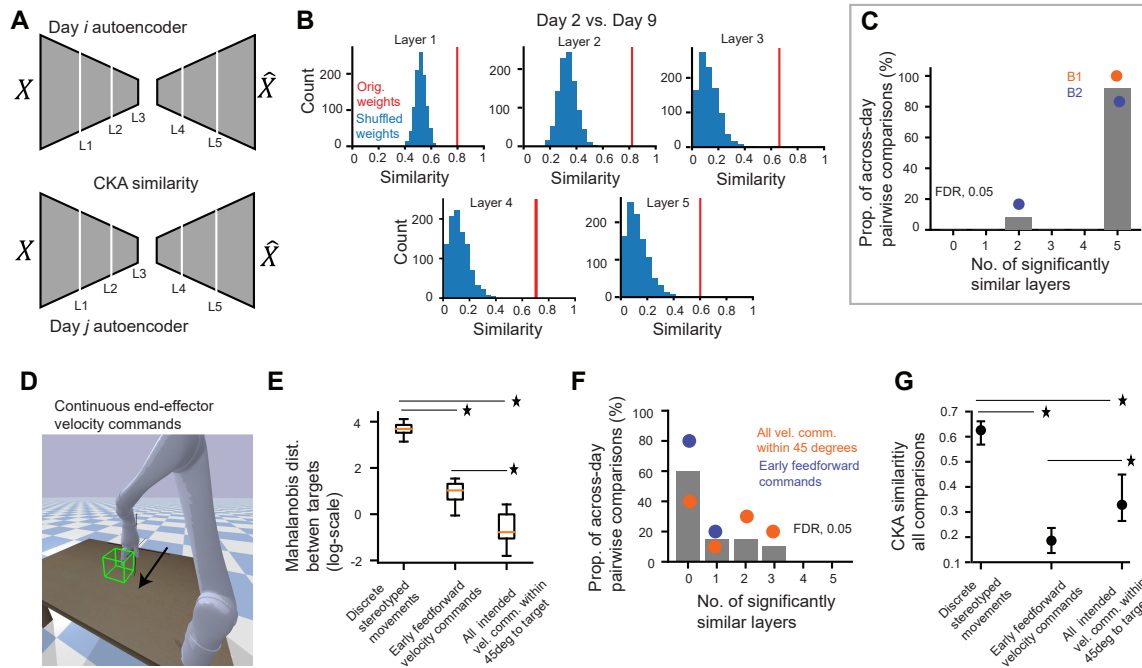 A
Day i autoencoder
X
X̂
L1
L2
L3
L4
L5
CKA similarity
X
X̂
L1
L2
L3
L4
L5
Day j autoencoder
B
Day 2 vs. Day 9
Layer 1
Count
200
100
0
Orig.
weights
Shuffled
weights
0 0.2 0.4 0.6 0.8 1
Similarity
Layer 2
200
100
0
0 0.2 0.4 0.6 0.8 1
Similarity
Layer 3
200
100
0
0 0.2 0.4 0.6 0.8 1
Similarity
Layer 4
Count
200
100
0
0 0.2 0.4 0.6 0.8 1
Similarity
Layer 5
200
100
0
0 0.2 0.4 0.6 0.8 1
Similarity
C
Prop. of across-day
pairwise comparisons (%)
100
80
60
40
20
0
B1
B2
FDR, 0.05
0 1 2 3 4 5
No. of significantly
similar layers
D
Continuous end-effector
velocity commands
E
Mahalanobis dist.
betwen targets
(log-scale)
4
2
0
-2
Discrete
stereotyped
movements
Early feedforward
velocity commands
All intended
vel. comm. within
45deg to target
F
Prop. of across-day
pairwise comparisons (%)
100
80
60
40
20
0
All vel. comm.
within 45 degrees
Early feedforward
commands
FDR, 0.05
0 1 2 3 4 5
No. of significantly
similar layers
G
CKA similaritiy
all comparisons
0.7
0.6
0.5
0.4
0.3
0.2
0.1
Discrete
stereotyped
movements
Early feedforward
velocity commands
All intended
vel. comm. within
45deg to target